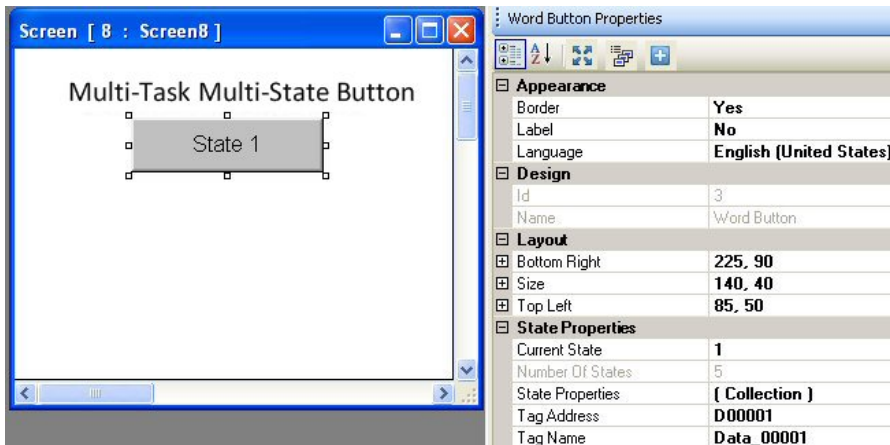 Screen [ 8 : Screen8 ]
Multi-Task Multi-State Button
State 1
Word Button Properties
Appearance
Border Yes
Label No
Language English (United States)
Design
Id 3
Name Word Button
Layout
Bottom Right 225, 90
Size 140, 40
Top Left 85, 50
State Properties
Current State 1
Number Of States 5
State Properties ( Collection )
Tag Address D00001
Tag Name Data_00001